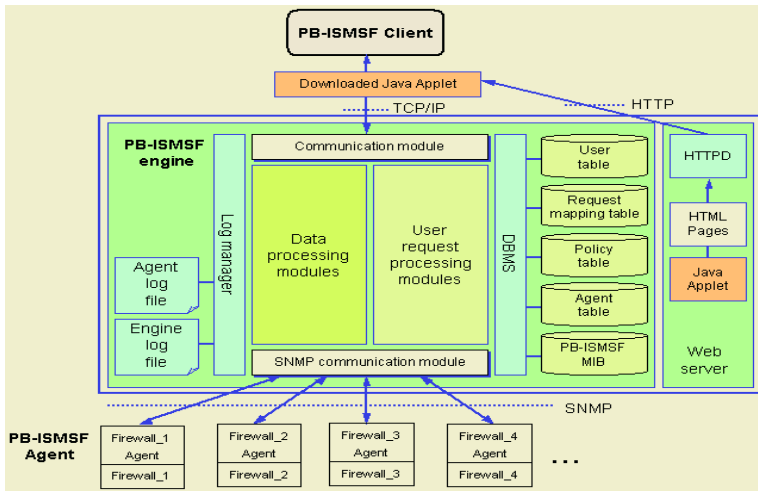 PB-ISMSF Client
Downloaded Java Applet
TCP/IP
HTTP
PB-ISMSF
engine
Communication module
Log manager
Data
processing
modules
User
request
processing
modules
DBMS
User
table
Request
mapping table
Policy
table
Agent
table
PB-ISMSF
MIB
Agent
log
file
Engine
log
file
SNMP communication module
HTTPD
HTML
Pages
Java
Applet
Web
server
SNMP
PB-ISMSF
Agent
Firewall_1
Agent
Firewall_1
Firewall_2
Agent
Firewall_2
Firewall_3
Agent
Firewall_3
Firewall_4
Agent
Firewall_4
...